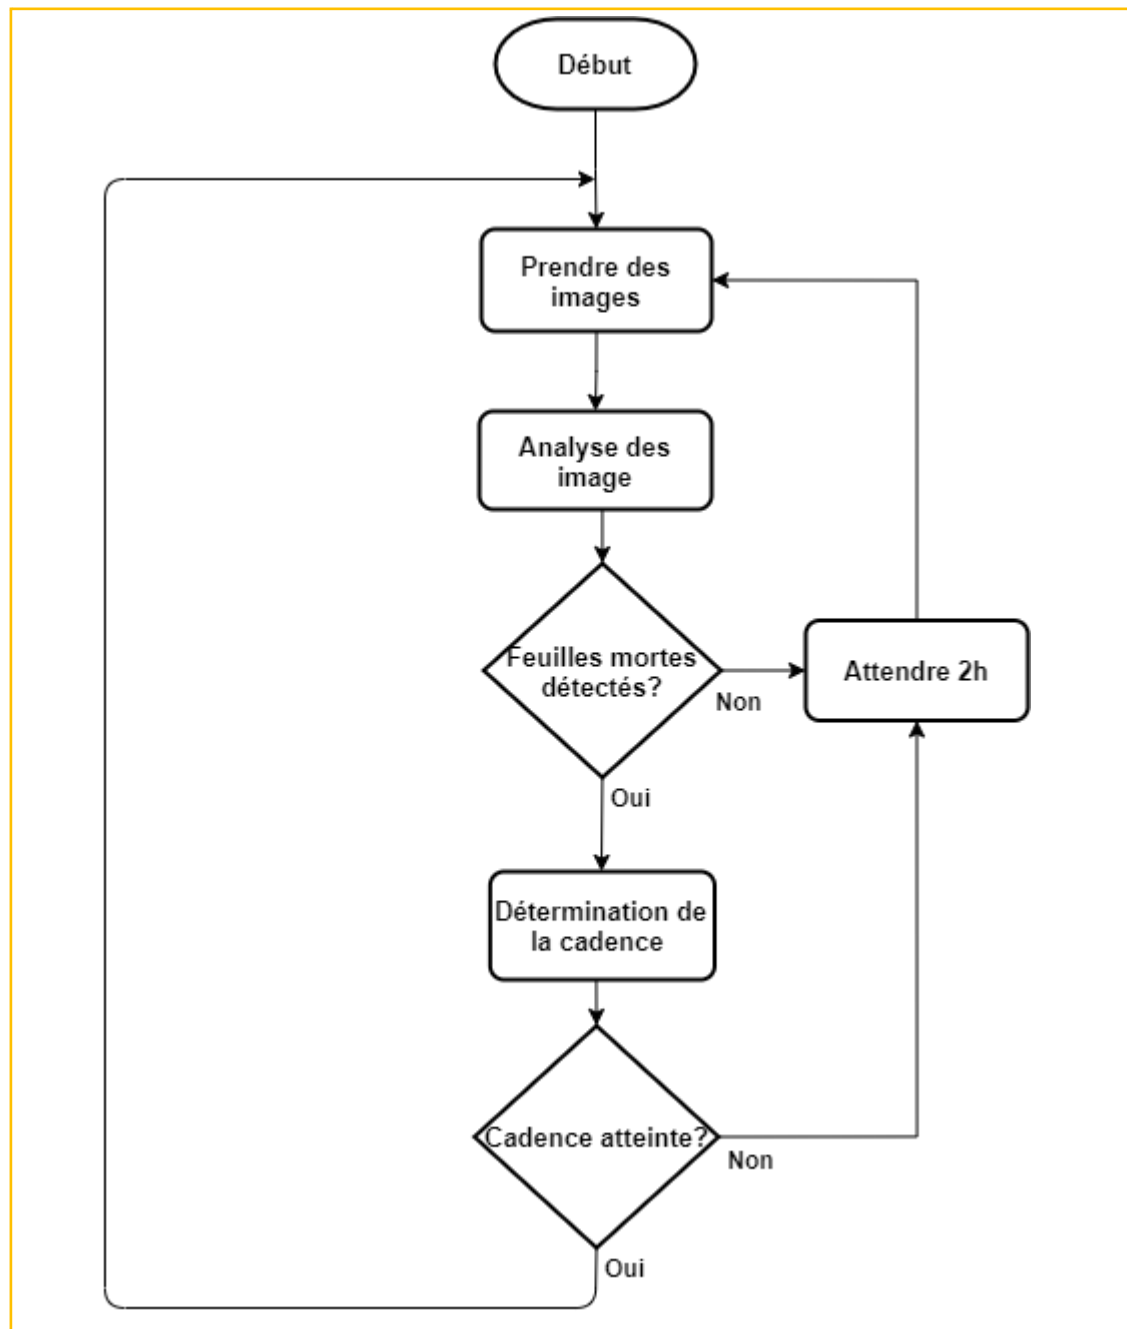 Début
Prendre des
images
Analyse des
image
Feuilles mortes
détectés?
Non
Attendre 2h
Oui
Détermination de
la cadence
Cadence atteinte?
Non
Oui